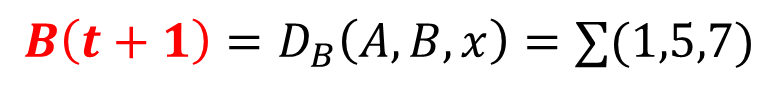 B(t + 1) = D_B(A, B, x) = ∑(1,5,7)